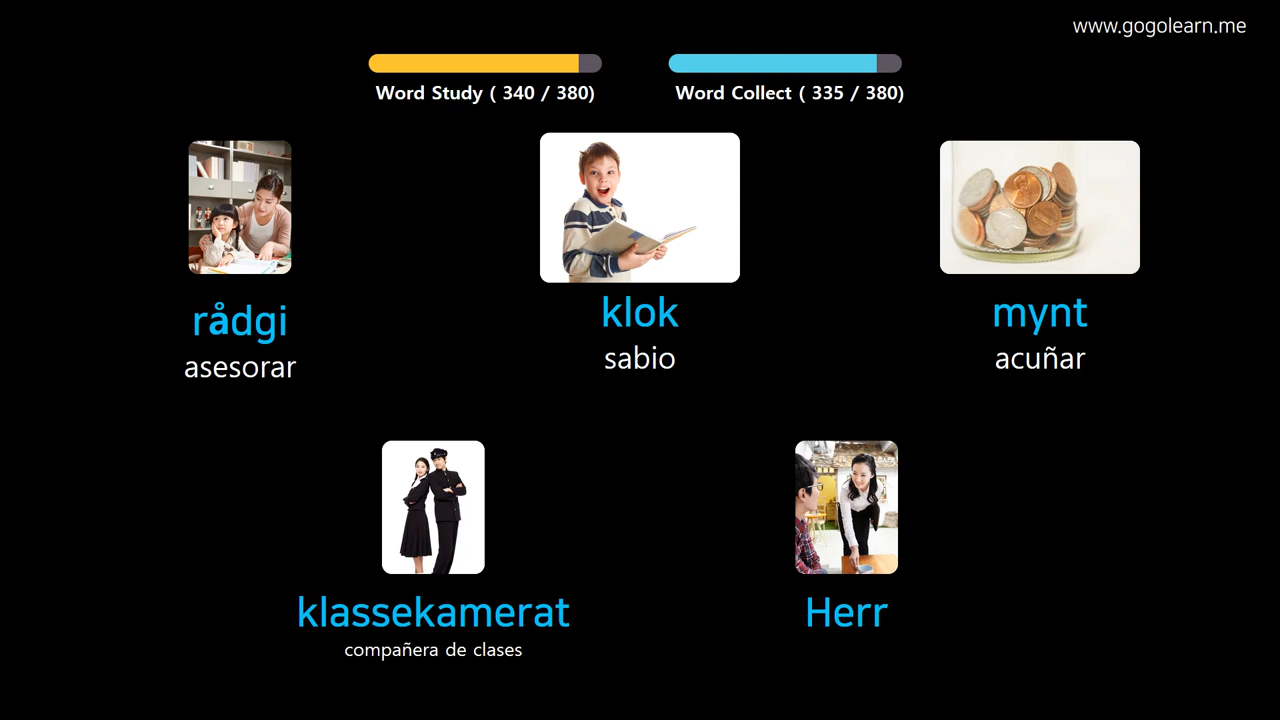 www.gogolearn.me
Word Study ( 340 / 380)
Word Collect ( 335 / 380)
rådgi
asesorar
klok
sabio
mynt
acuñar
klassekamerat
compañera de clases
Herr